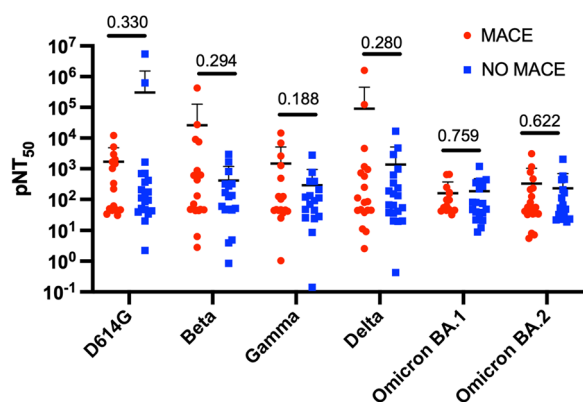 0.330
0.294
0.188
0.280
0.759
0.622
MACE
NO MACE
pNT50
10^7
10^6
10^5
10^4
10^3
10^2
10^1
10^0
10^-1
D614G
Beta
Gamma
Delta
Omicron BA.1
Omicron BA.2